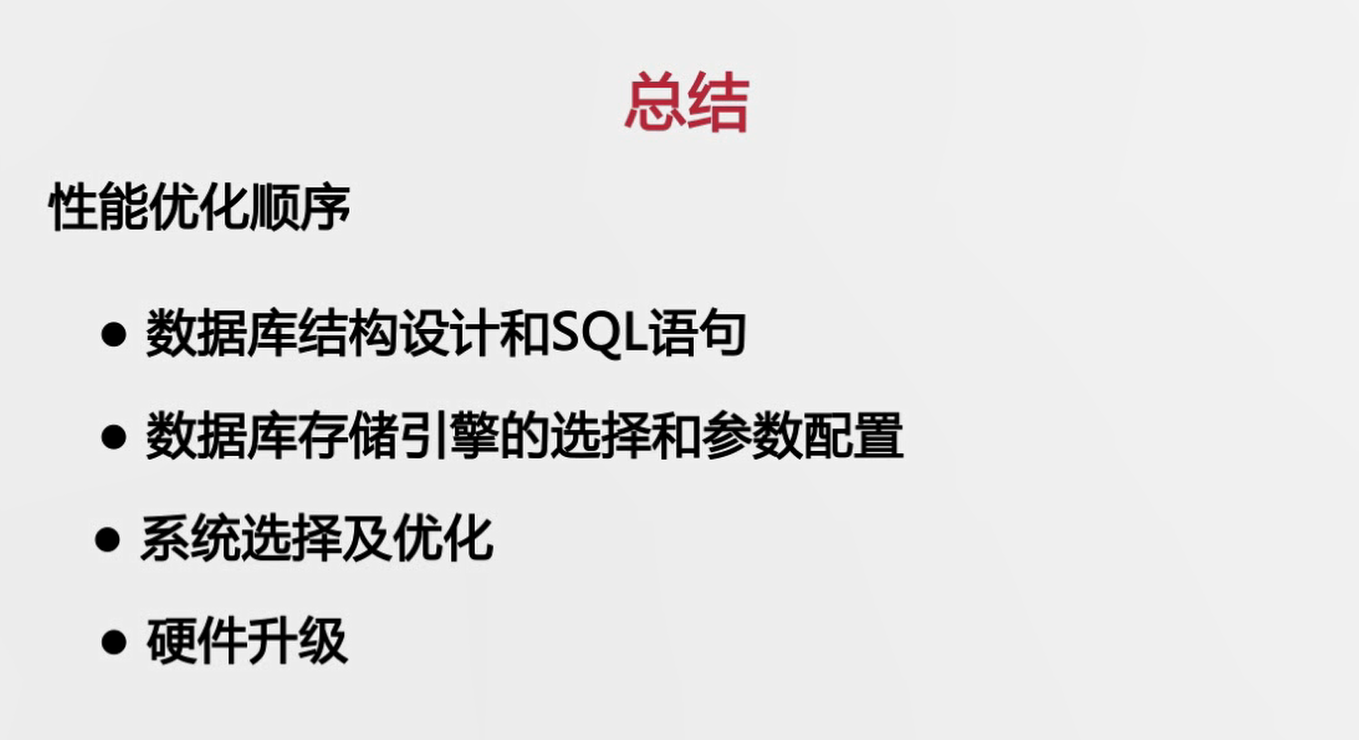 总结
性能优化顺序
● 数据库结构设计和SQL语句
● 数据库存储引擎的选择和参数配置
● 系统选择及优化
● 硬件升级